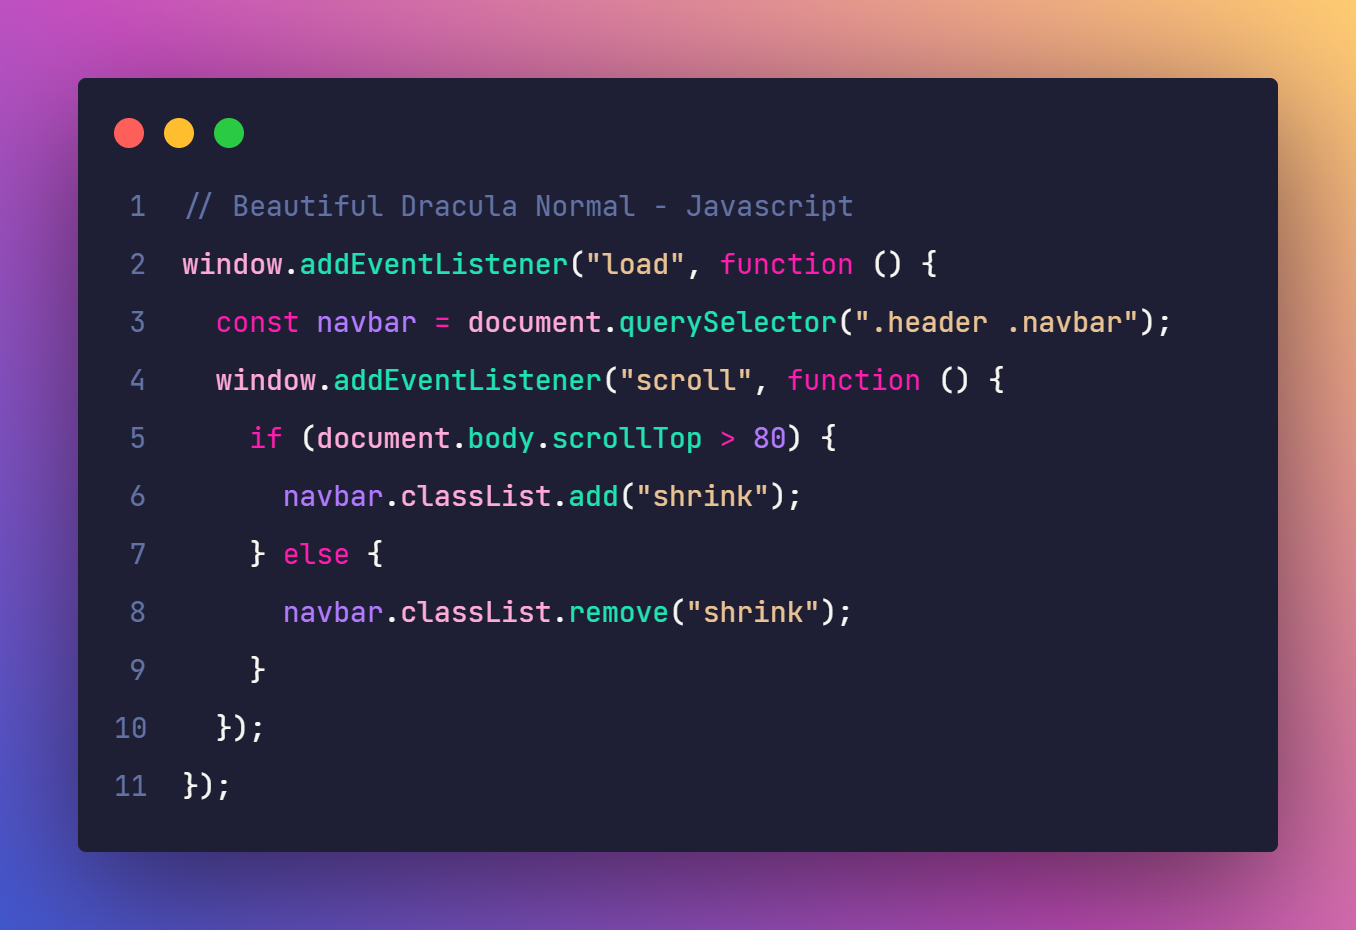 1 // Beautiful Dracula Normal - Javascript
2 window.addEventListener("load", function () {
3   const navbar = document.querySelector(".header .navbar");
4   window.addEventListener("scroll", function () {
5     if (document.body.scrollTop > 80) {
6       navbar.classList.add("shrink");
7     } else {
8       navbar.classList.remove("shrink");
9     }
10   });
11 });